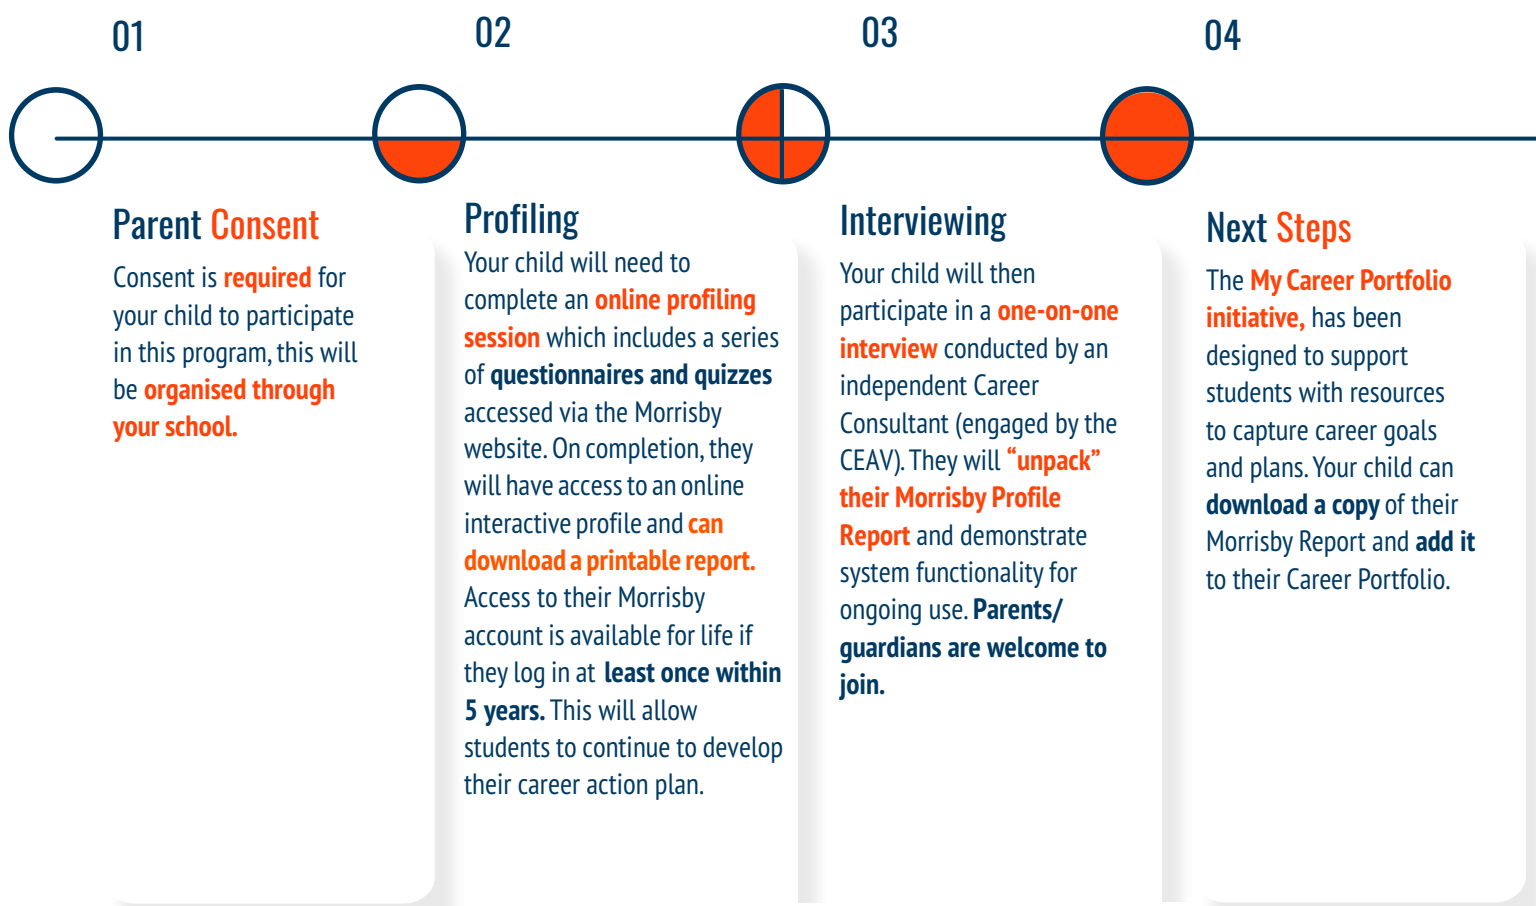 01
Parent Consent
Consent is required for
your child to participate
in this program, this will
be organised through
your school.
02
Profiling
Your child will need to
complete an online profiling
session which includes a series
of questionnaires and quizzes
accessed via the Morrisby
website. On completion, they
will have access to an online
interactive profile and can
download a printable report.
Access to their Morrisby
account is available for life if
they log in at least once within
5 years. This will allow
students to continue to develop
their career action plan.
03
Interviewing
Your child will then
participate in a one-on-one
interview conducted by an
independent Career
Consultant (engaged by the
CEAV). They will “unpack”
their Morrisby Profile
Report and demonstrate
system functionality for
ongoing use. Parents/
guardians are welcome to
join.
04
Next Steps
The My Career Portfolio
initiative, has been
designed to support
students with resources
to capture career goals
and plans. Your child can
download a copy of their
Morrisby Report and add it
to their Career Portfolio.